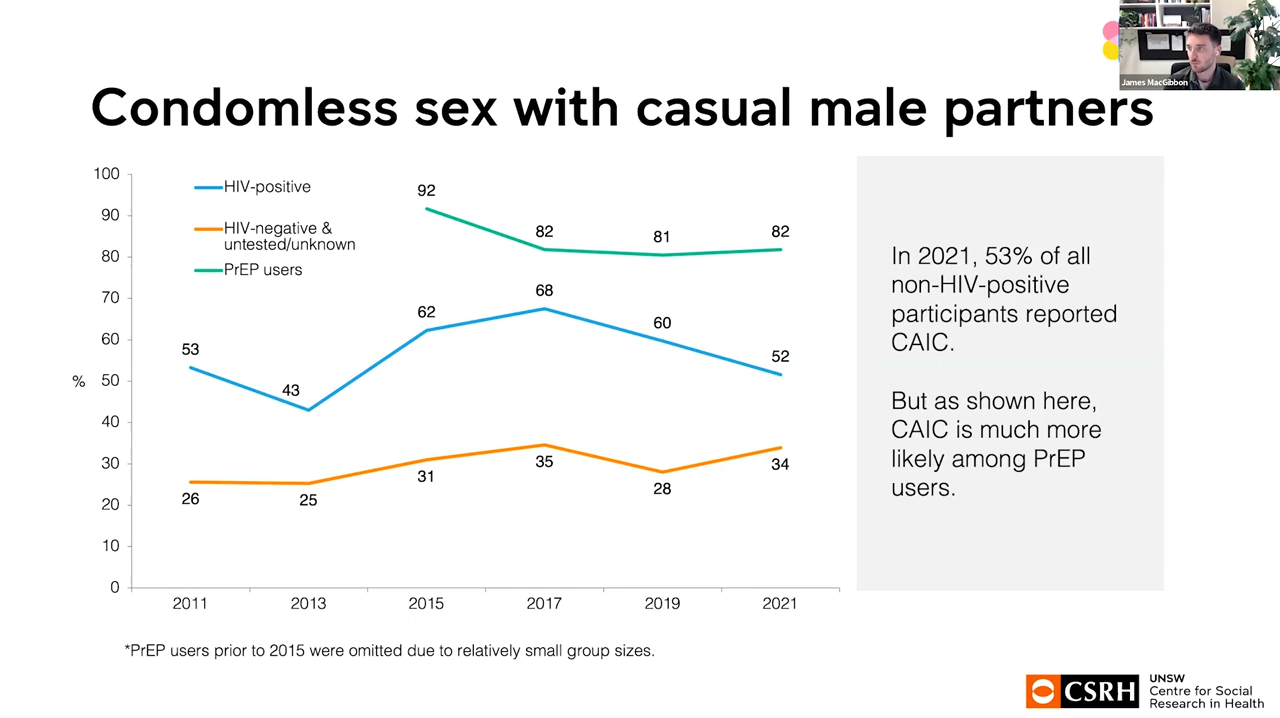 James MacGibbon
Condomless sex with casual male partners
100
90
80
70
60
50
40
30
20
10
0
%
HIV-positive
HIV-negative &
untested/unknown
PrEP users
92
82
81
82
53
43
62
68
60
52
26
25
31
35
28
34
2011
2013
2015
2017
2019
2021
In 2021, 53% of all
non-HIV-positive
participants reported
CAIC.
But as shown here,
CAIC is much more
likely among PrEP
users.
*PrEP users prior to 2015 were omitted due to relatively small group sizes.
CSRH
UNSW
Centre for Social
Research in Health